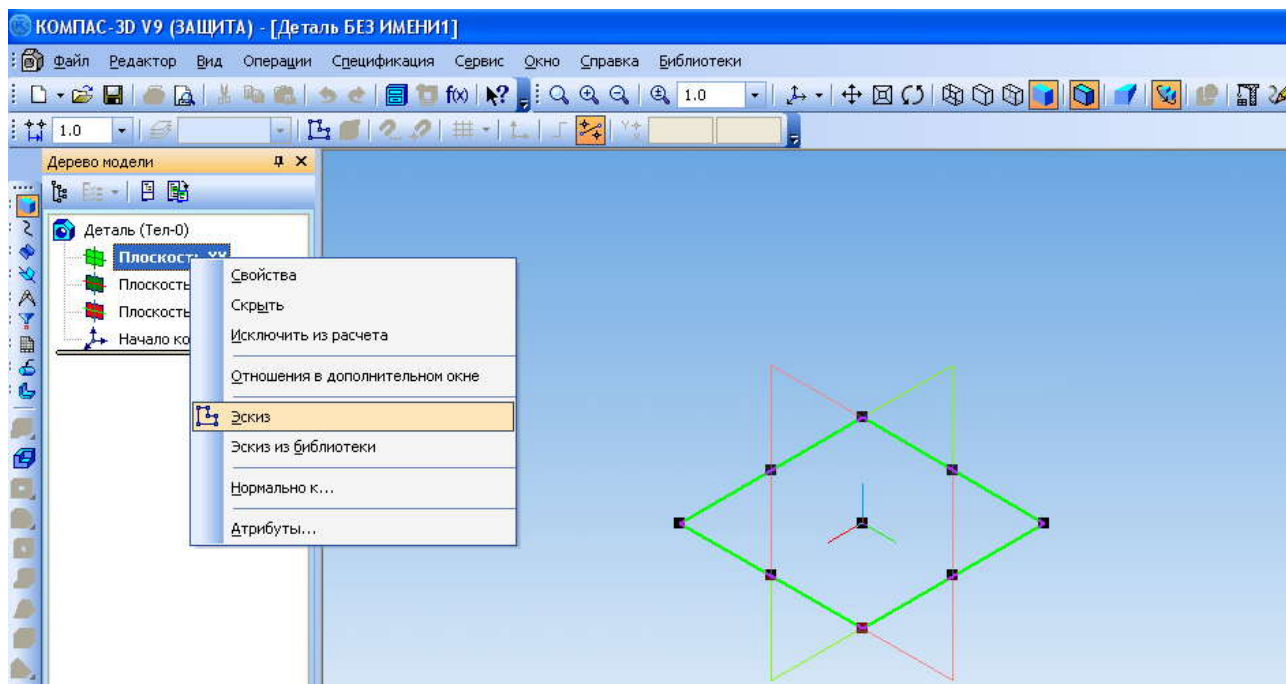 КОМПАС-3D V9 (ЗАЩИТА) - [Деталь БЕЗ ИМЕНИ1]
Файл Редактор Вид Операции Спецификация Сервис Окно Справка Библиотеки
f(x) 1.0
1.0
Дерево модели
Деталь (Тел-0)
Плоскость
Плоскость
Плоскость
Начало ко
Свойства
Скрыть
Исключить из расчета
Отношения в дополнительном окне
Эскиз
Эскиз из библиотеки
Нормально к...
Атрибуты...